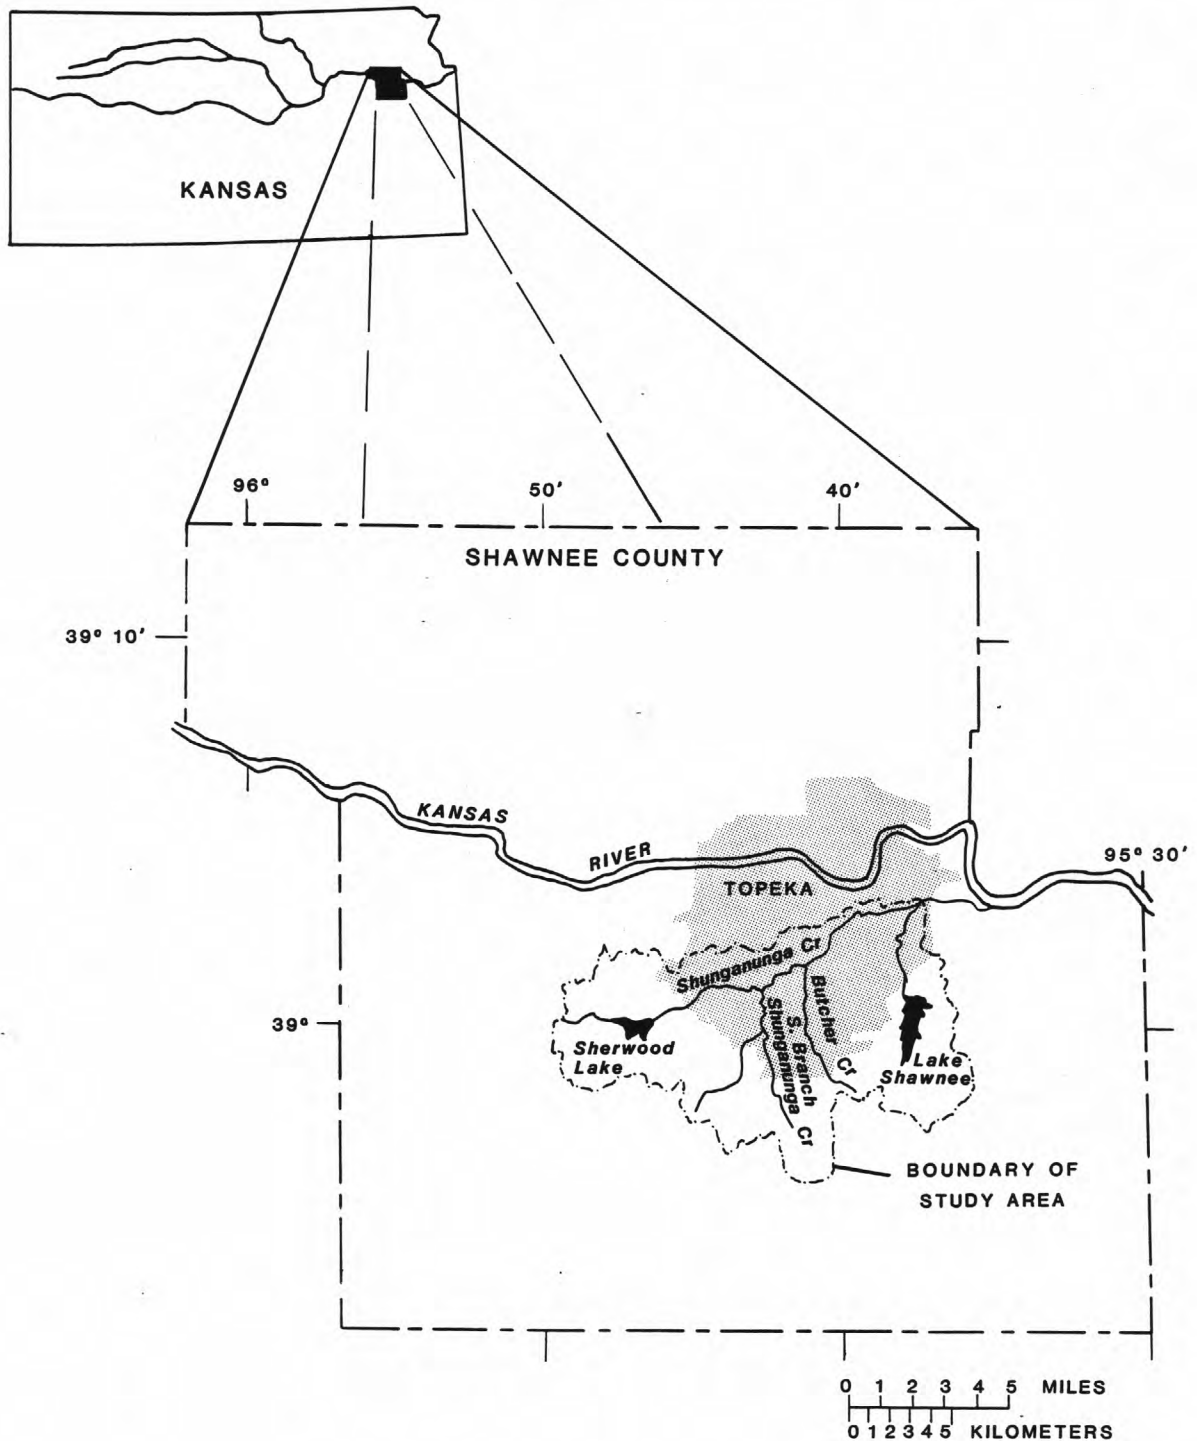 KANSAS
96° 50' 40'
SHAWNEE COUNTY
39° 10'
KANSAS
RIVER
95° 30'
TOPEKA
Shunganunga Cr
39°
Sherwood
Lake
S. Branch
Shunganunga Cr
Butcher Cr
Lake
Shawnee
BOUNDARY OF
STUDY AREA
0 1 2 3 4 5 MILES
0 1 2 3 4 5 KILOMETERS